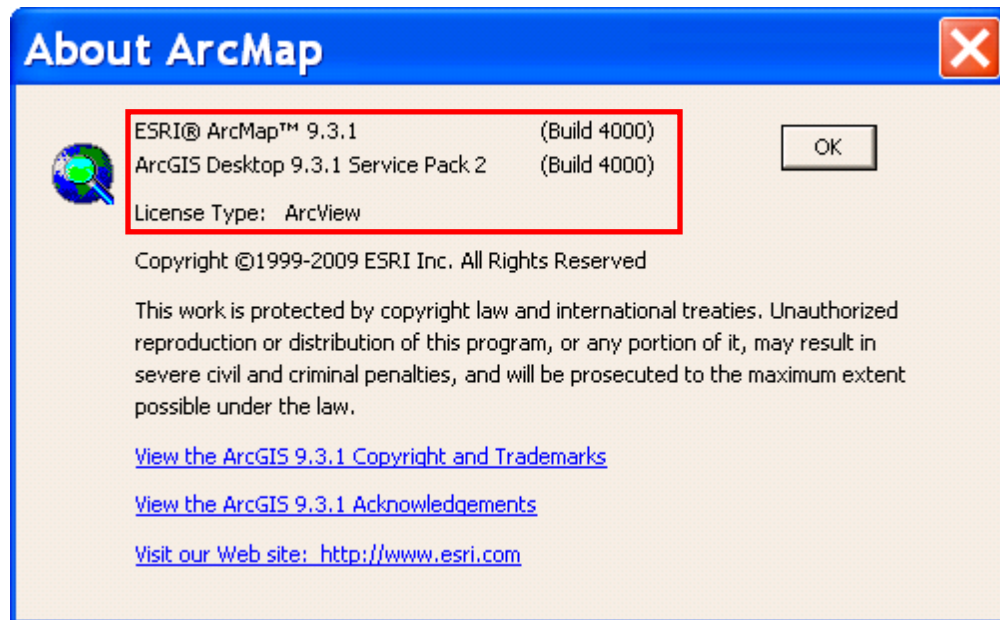 About ArcMap
ESRI® ArcMap™ 9.3.1 (Build 4000)
ArcGIS Desktop 9.3.1 Service Pack 2 (Build 4000)
OK
License Type: ArcView
Copyright ©1999-2009 ESRI Inc. All Rights Reserved
This work is protected by copyright law and international treaties. Unauthorized
reproduction or distribution of this program, or any portion of it, may result in
severe civil and criminal penalties, and will be prosecuted to the maximum extent
possible under the law.
View the ArcGIS 9.3.1 Copyright and Trademarks
View the ArcGIS 9.3.1 Acknowledgements
Visit our Web site: http://www.esri.com